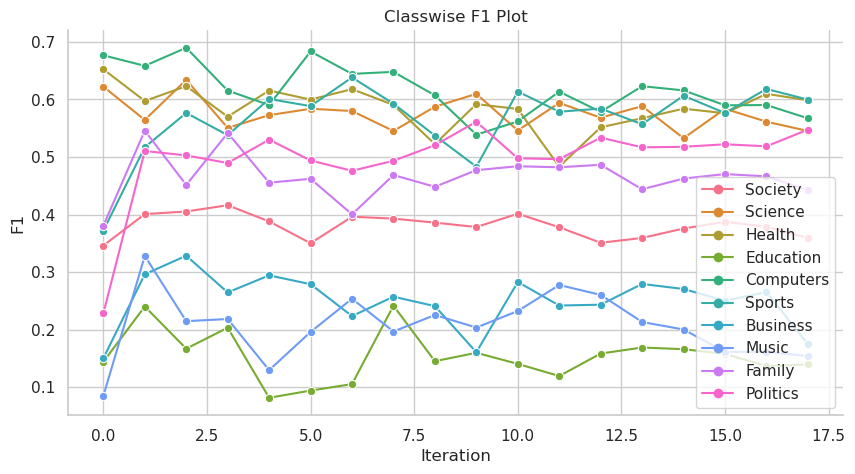 Classwise F1 Plot
0.7
0.6
0.5
0.4
0.3
0.2
0.1
F1
0.0 2.5 5.0 7.5 10.0 12.5 15.0 17.5
Iteration
Society
Science
Health
Education
Computers
Sports
Business
Music
Family
Politics